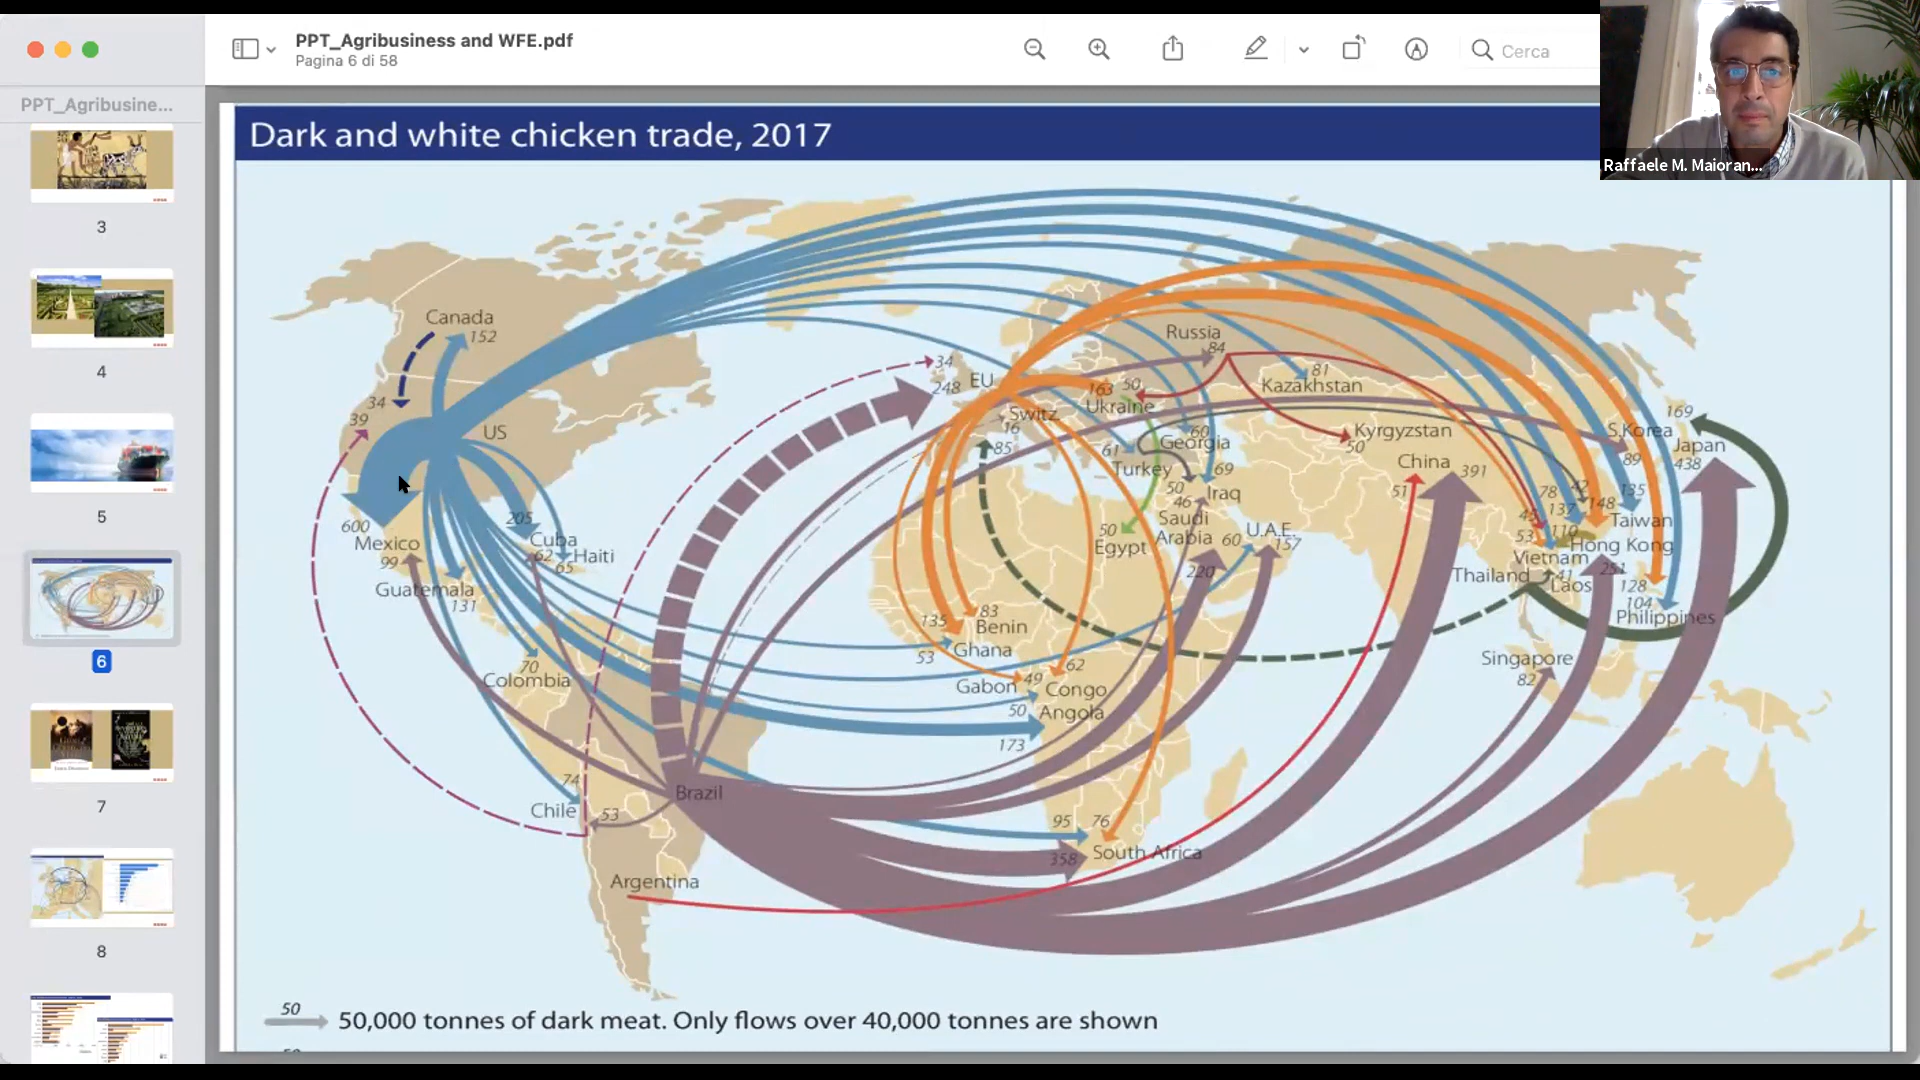 PPT_Agribusiness and WFE.pdf
Pagina 6 di 58
Cerca
Raffaele M. Maioran...
PPT_Agribusine...
3
4
5
6
7
8
Dark and white chicken trade, 2017
Canada
152
34
39
US
600
Mexico
99
Guatemala
131
205
Cuba
62
Haiti
65
70
Colombia
74
Chile
53
Brazil
Argentina
34
248
EU
Switz
16
85
163
50
Ukraine
Russia
84
81
Kazakhstan
60
Georgia
61
Turkey
69
Iraq
50
46
Saudi
Arabia
60
U.A.E.
157
220
50
Egypt
Kyrgyzstan
50
China
391
51
169
S.Korea
Japan
89
438
78
42
137
148
135
45
110
53
Taiwan
Hong Kong
Vietnam
251
Thailand
41
Laos
128
104
Philippines
Singapore
82
135
83
Benin
Ghana
53
62
Gabon
49
Congo
50
Angola
173
95
76
358
South Africa
50
50,000 tonnes of dark meat. Only flows over 40,000 tonnes are shown